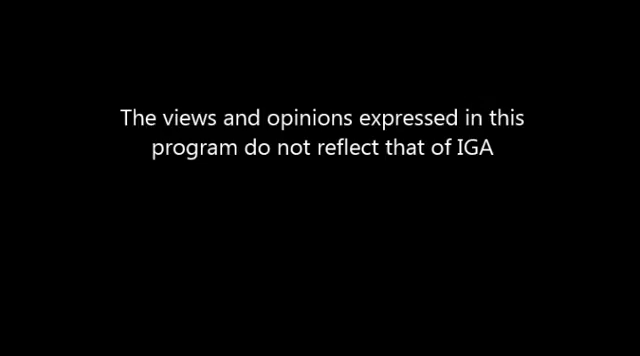 The views and opinions expressed in this
program do not reflect that of IGA